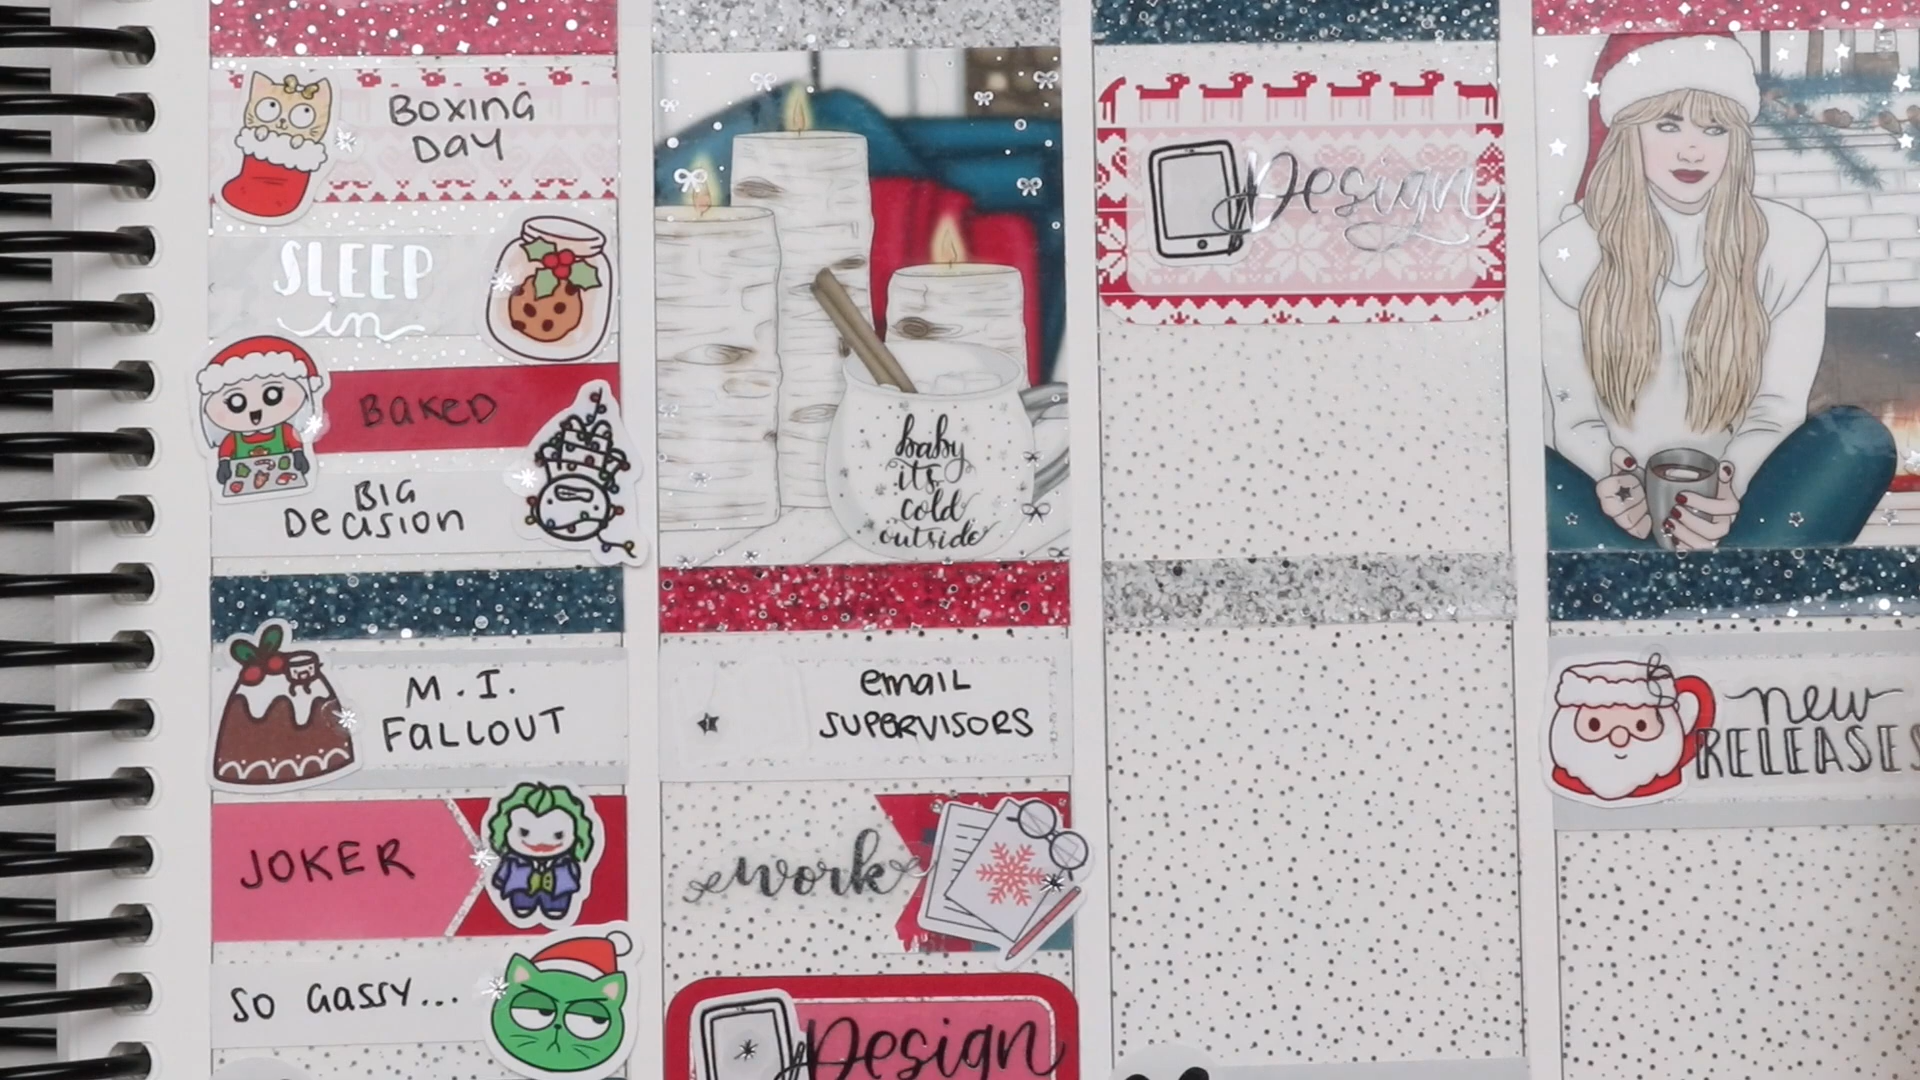 BOXING
DAY
SLEEP
in
BAKED
BIG
DECISION
M.I.
FALLOUT
JOKER
SO GASSY...
baby
it's
cold
outside
EMAIL
SUPERVISORS
work
Design
Design
new
RELEASES